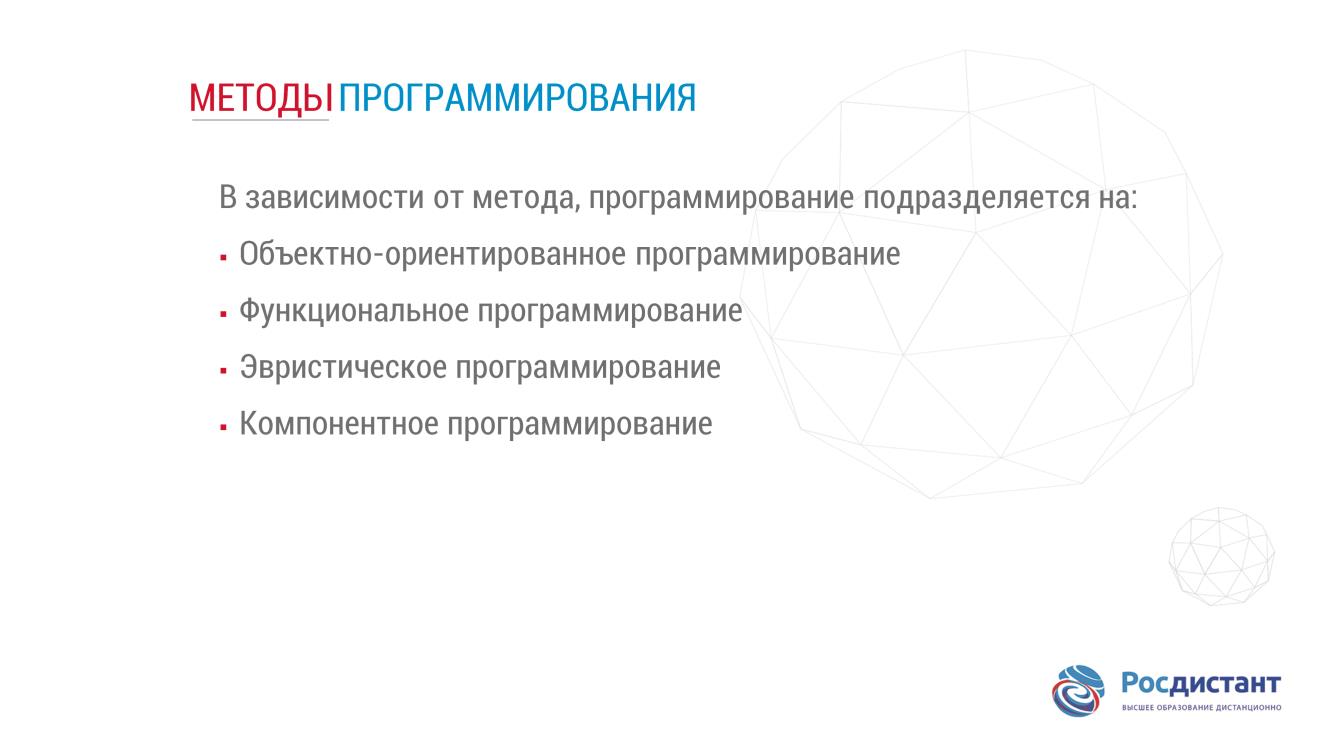 МЕТОДЫ ПРОГРАММИРОВАНИЯ
В зависимости от метода, программирование подразделяется на:
▪ Объектно-ориентированное программирование
▪ Функциональное программирование
▪ Эвристическое программирование
▪ Компонентное программирование
Росдистант
ВЫСШЕЕ ОБРАЗОВАНИЕ ДИСТАНЦИОННО